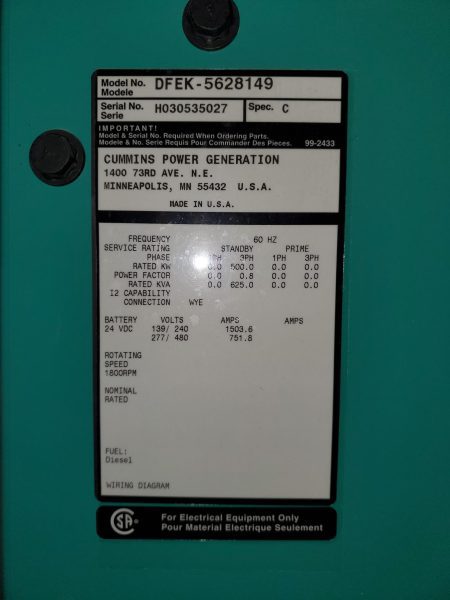 Model No. DFEK-5628149
Modele
Serial No. H030535027 Spec. C
Serie
IMPORTANT!
Model & Serial No. Required When Ordering Parts.
Modele & No. Serie Requis Pour Commander Des Pieces. 99-2433
CUMMINS POWER GENERATION
1400 73RD AVE. N.E.
MINNEAPOLIS, MN 55432 U.S.A.
MADE IN U.S.A.
FREQUENCY 60 HZ
SERVICE RATING STANDBY PRIME
PHASE 1PH 3PH 1PH 3PH
RATED KW 0.0 500.0 0.0 0.0
POWER FACTOR 0.0 0.8 0.0 0.0
RATED KVA 0.0 625.0 0.0 0.0
I2 CAPABILITY
CONNECTION WYE
BATTERY VOLTS AMPS AMPS
24 VDC 139/ 240 1503.6
277/ 480 751.8
ROTATING
SPEED
1800RPM
NOMINAL
RATED
FUEL:
Diesel
WIRING DIAGRAM
SA For Electrical Equipment Only
Pour Material Electrique Seulement